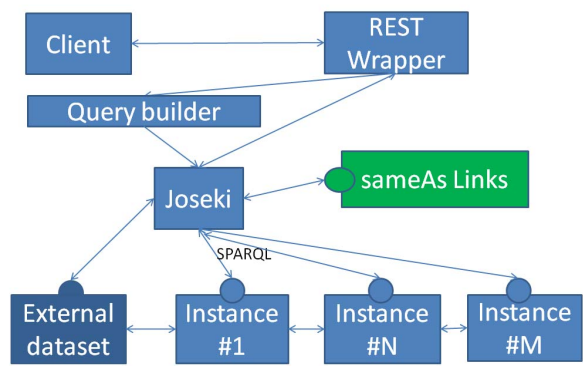 Client
REST
Wrapper
Query builder
Joseki
sameAs Links
SPARQL
External
dataset
Instance
#1
Instance
#N
Instance
#M